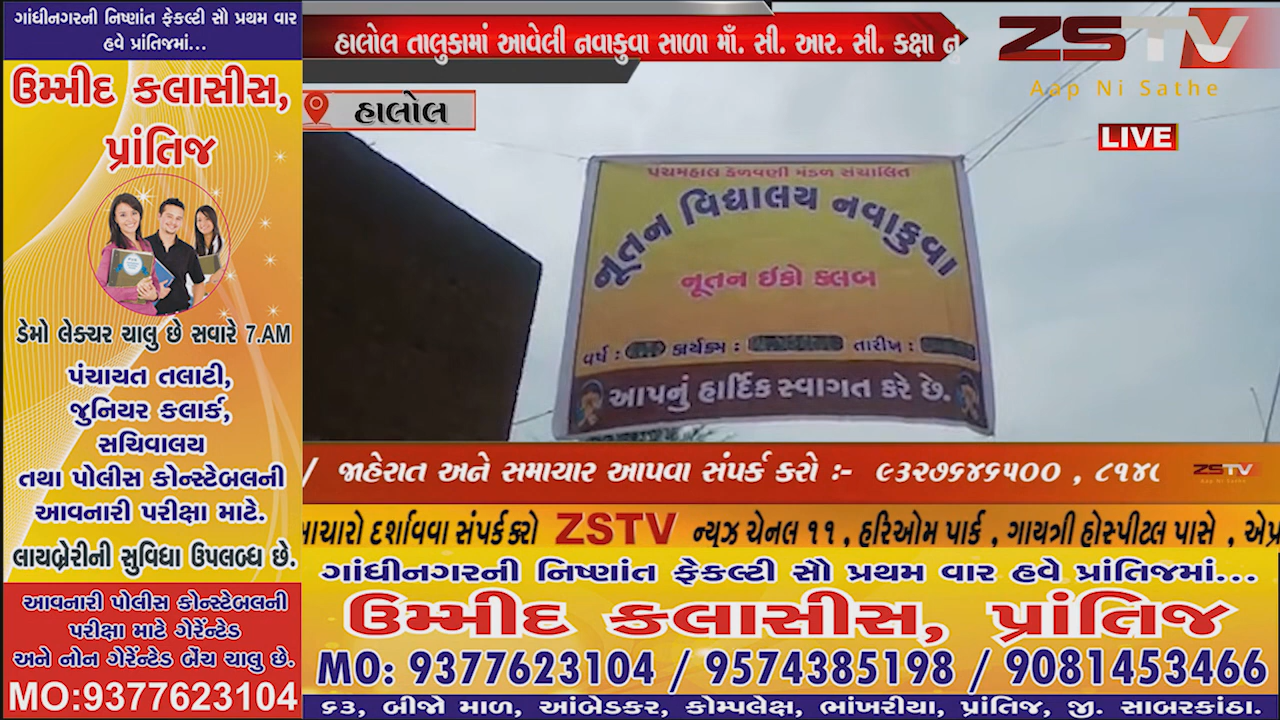 ગાંધીનગરની નિષ્ણાંત ફેકલ્ટી સૌ પ્રથમ વાર
હવે પ્રાંતિજમાં...
ઉમ્મીદ કલાસીસ,
પ્રાંતિજ
ડેમો લેક્ચર ચાલુ છે સવારે 7.AM
પંચાયત તલાટી,
જુનિયર કલાર્ક,
સચિવાલય
તથા પોલીસ કોન્સ્ટેબલની
આવનારી પરીક્ષા માટે.
લાયબ્રેરીની સુવિધા ઉપલબ્ધ છે.
આવનારી પોલીસ કોન્સ્ટેબલની
પરીક્ષા માટે ગેરેંન્ટેડ
અને નોન ગેરેંન્ટેડ બેંચ ચાલુ છે.
MO:9377623104
હાલોલ તાલુકામાં આવેલી નવાકુવા સાળા માઁ. સી. આર. સી. કક્ષા
ZSTV
Aap Ni Sathe
LIVE
હાલોલ
પંચમહાલ કેળવણી મંડળ સંચાલિત
નૂતન વિદ્યાલય નવાકુવા
નૂતન ઈકો ક્લબ
વર્ષ : કાર્યક્રમ : તારીખ :
આપનું હાર્દિક સ્વાગત કરે છે.
/ જાહેરાત અને સમાચાર આપવા સંપર્ક કરો :- ૯૩૨૭૬૪૬૫૦૦ , ૮૧૪
ZSTV
Aap Ni Sathe
દર્શાવવા સંપર્ક કરો ZSTV ન્યૂઝ ચેનલ ૧૧ , હરિઓમ પાર્ક , ગાયત્રી હોસ્પીટલ પાસે ,
ગાંધીનગરની નિષ્ણાંત ફેકલ્ટી સૌ પ્રથમ વાર હવે પ્રાંતિજમાં...
ઉમ્મીદ કલાસીસ, પ્રાંતિજ
MO: 9377623104 / 9574385198 / 9081453466
૬૩, બીજો માળ, આંબેડકર, કોમ્પલેક્ષ, ભાંખરીયા, પ્રાંતિજ, જી. સાબરકાંઠા.